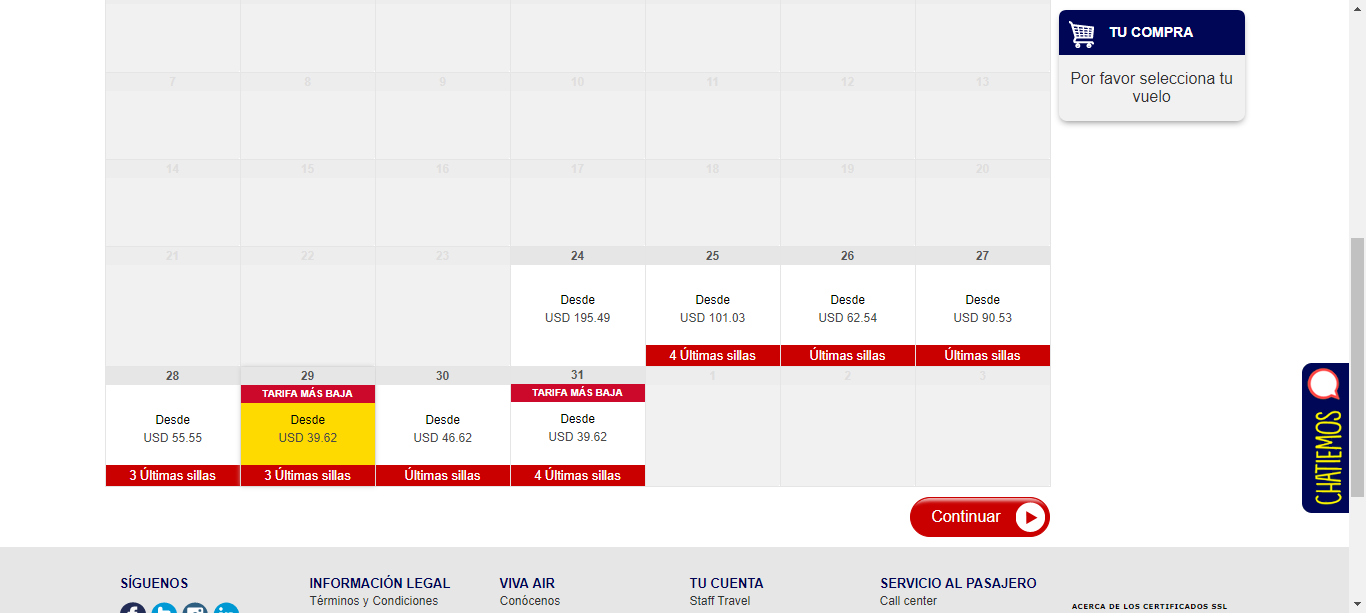 TU COMPRA
Por favor selecciona tu
vuelo
7 8 9 10 11 12 13
14 15 16 17 18 19 20
21 22 23 24 25 26 27
Desde Desde Desde Desde
USD 195.49 USD 101.03 USD 62.54 USD 90.53
4 Últimas sillas Últimas sillas Últimas sillas
28 29 30 31 1 2 3
TARIFA MÁS BAJA TARIFA MÁS BAJA
Desde Desde Desde Desde
USD 55.55 USD 39.62 USD 46.62 USD 39.62
3 Últimas sillas 3 Últimas sillas Últimas sillas 4 Últimas sillas
CHATIEMOS
Continuar
SÍGUENOS INFORMACIÓN LEGAL VIVA AIR TU CUENTA SERVICIO AL PASAJERO
Términos y Condiciones Conócenos Staff Travel Call center
ACERCA DE LOS CERTIFICADOS SSL